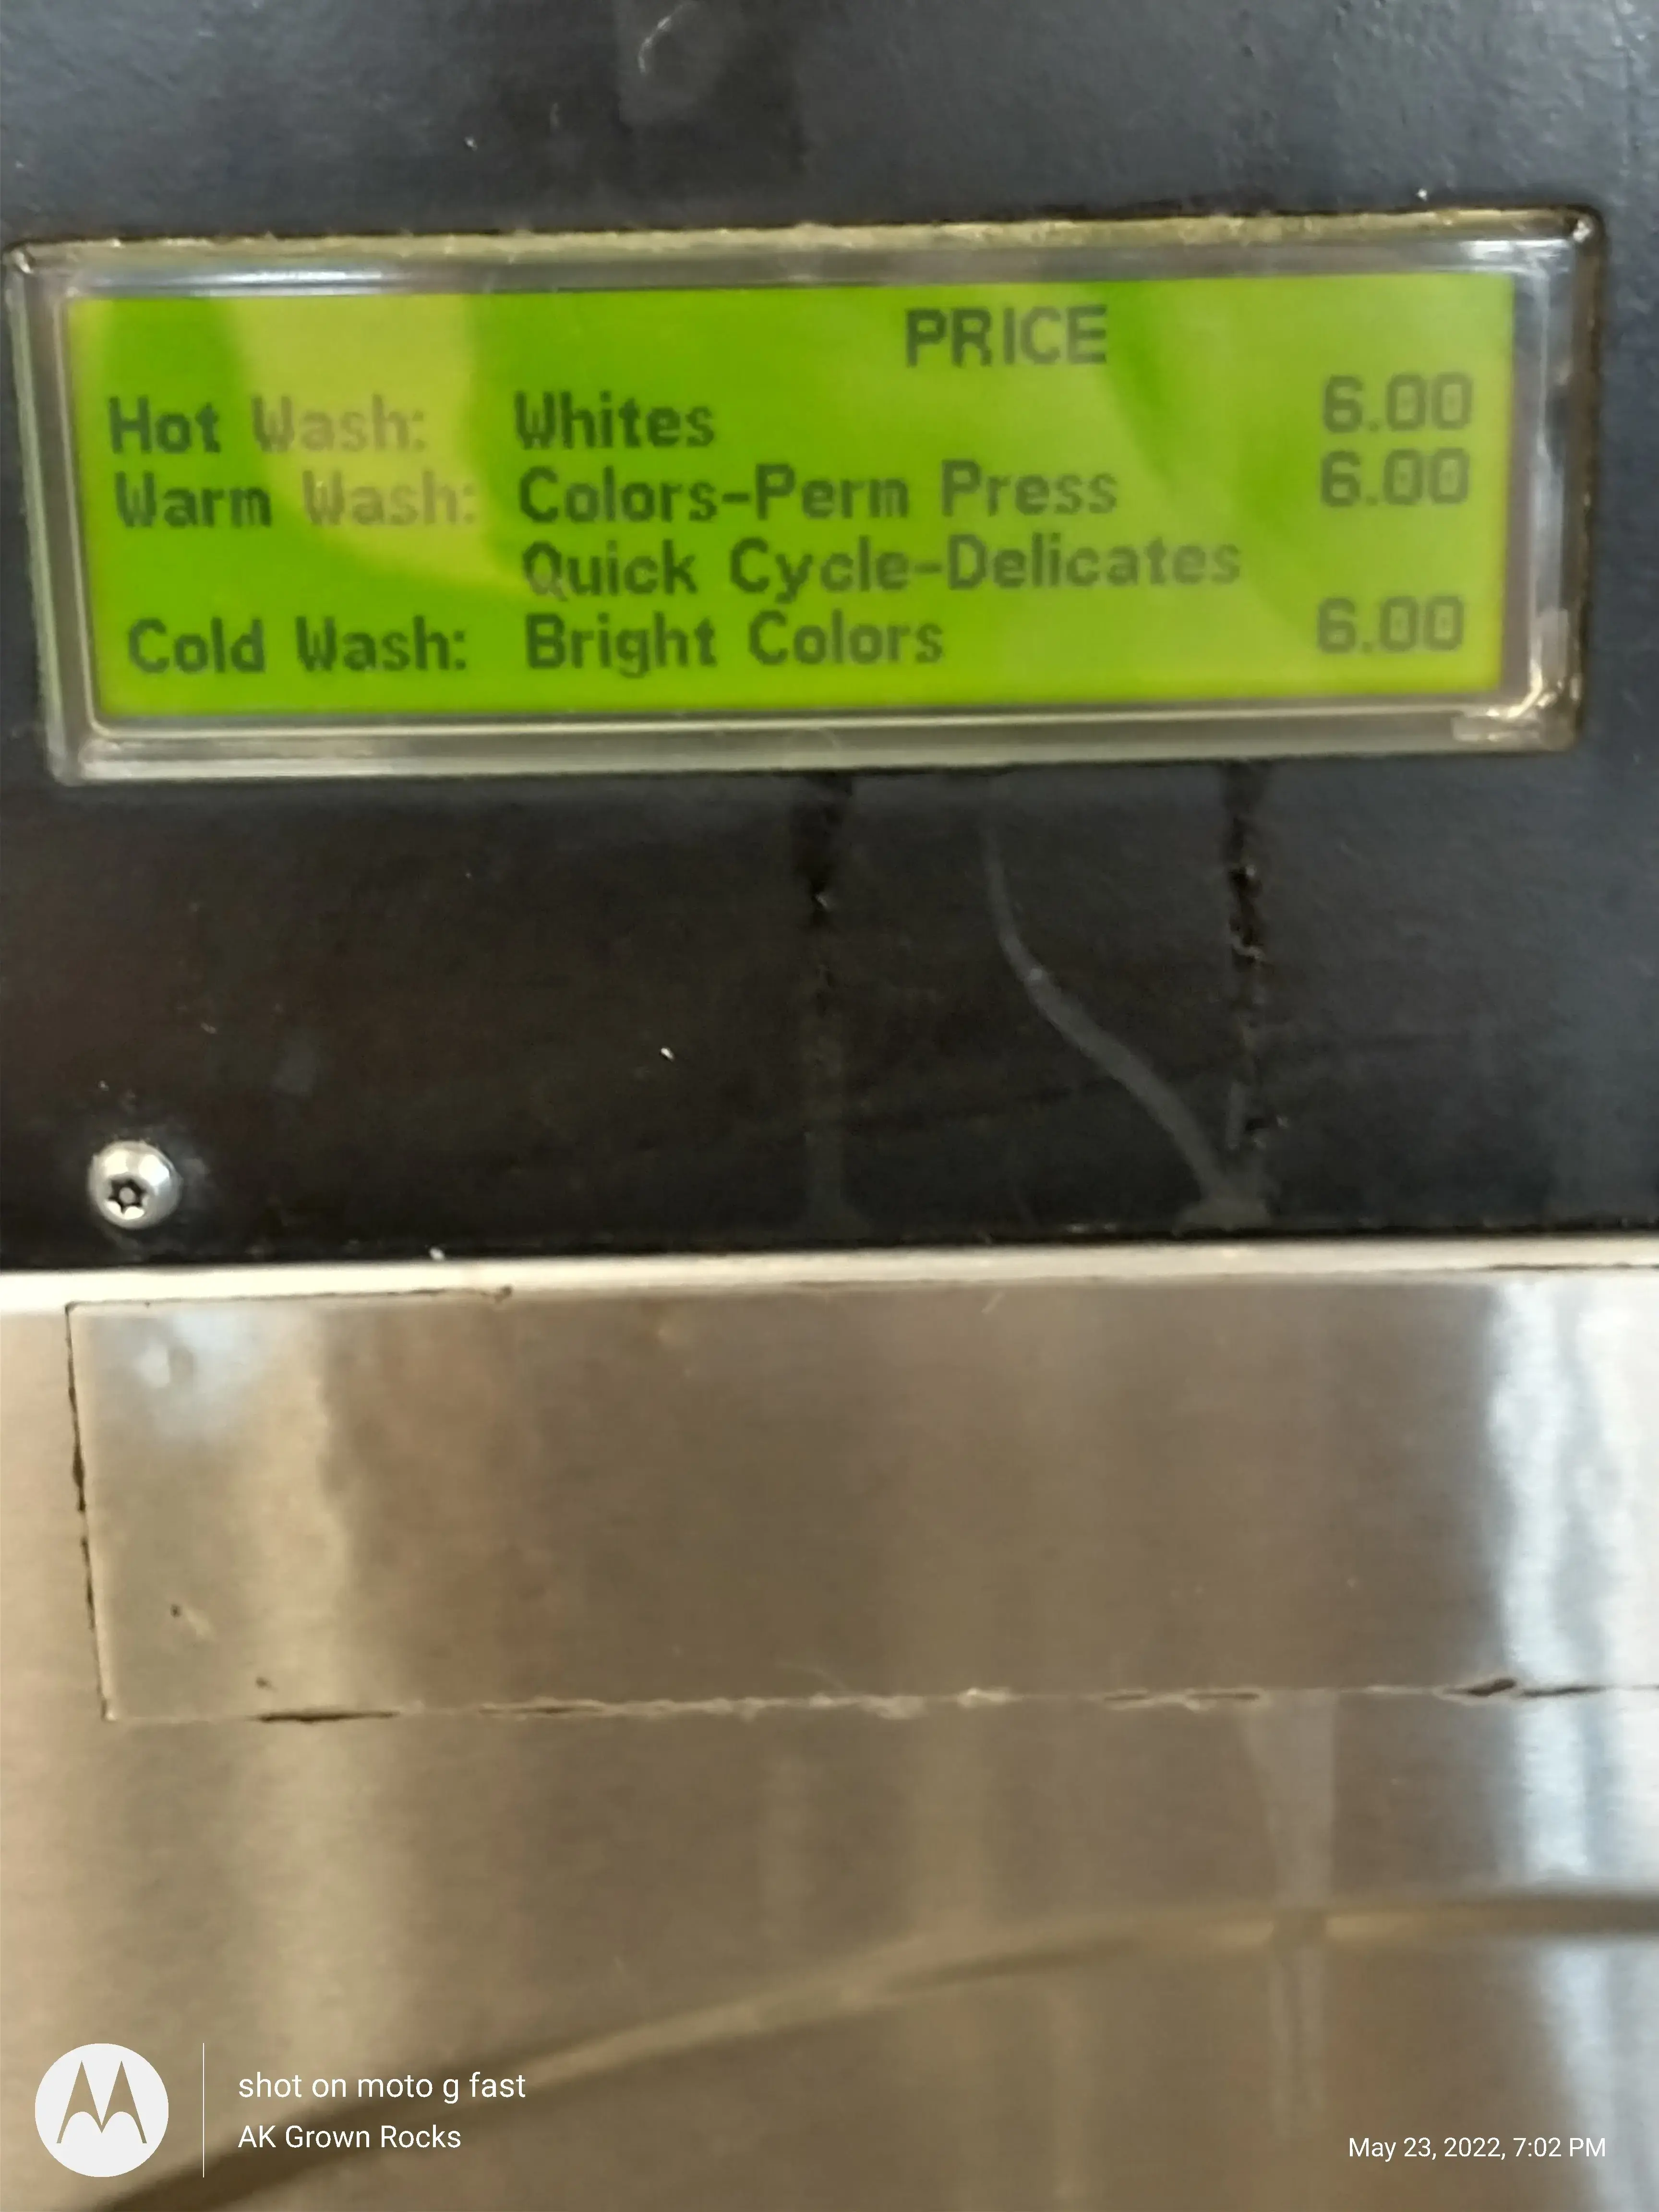 PRICE
Hot Wash: Whites 6.00
Warm Wash: Colors-Perm Press 6.00
Quick Cycle-Delicates
Cold Wash: Bright Colors 6.00
shot on moto g fast
AK Grown Rocks
May 23, 2022, 7:02 PM